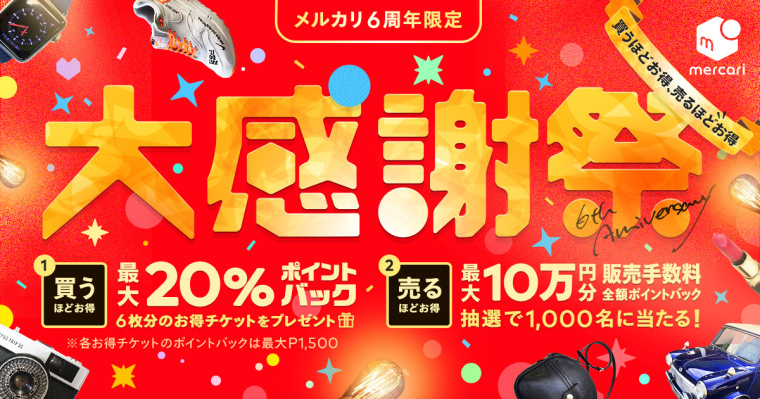 メルカリ6周年限定
mercari
買うほどお得、売るほどお得
大感謝祭
6th
Anniversary
1
買う
ほどお得
最大20%ポイントバック
6枚分のお得チケットをプレゼント
※各お得チケットのポイントバックは最大P1,500
2
売る
ほどお得
最大10万円分
販売手数料
全額ポイントバック
抽選で1,000名に当たる!